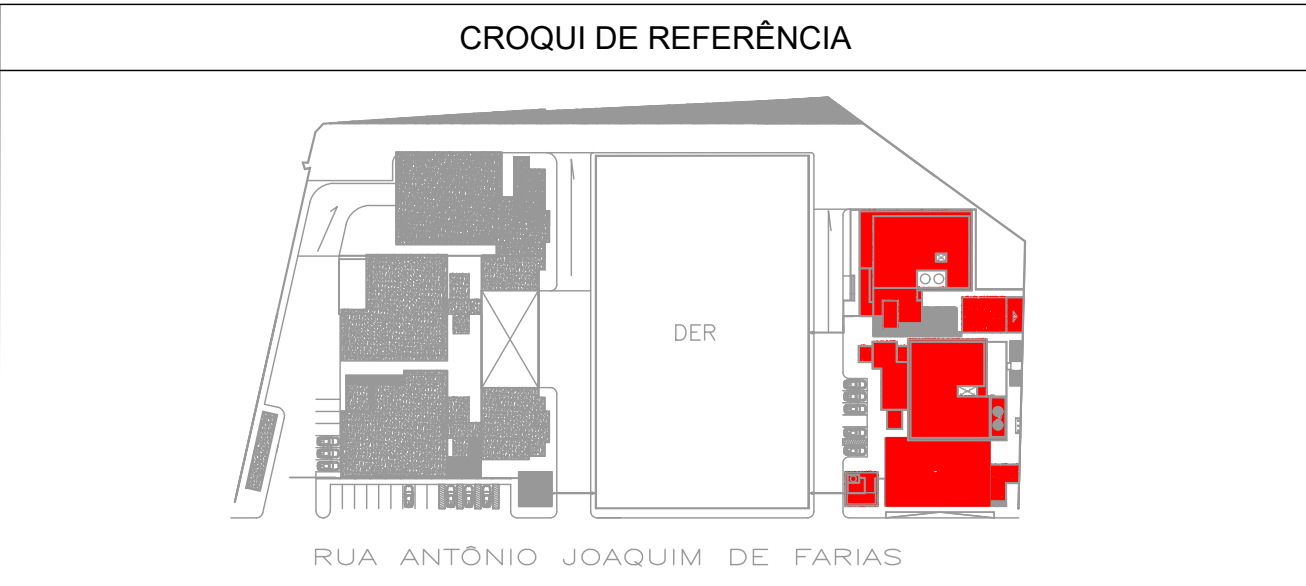 CROQUI DE REFERÊNCIA
DER
RUA ANTÔNIO JOAQUIM DE FARIAS